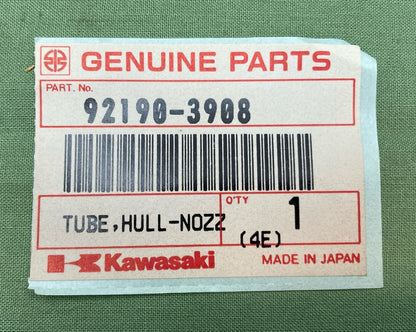 GENUINE PARTS
PART. No.
92190-3908
TUBE,HULL-NOZZ
Q'TY
1
(4E)
Kawasaki
MADE IN JAPAN